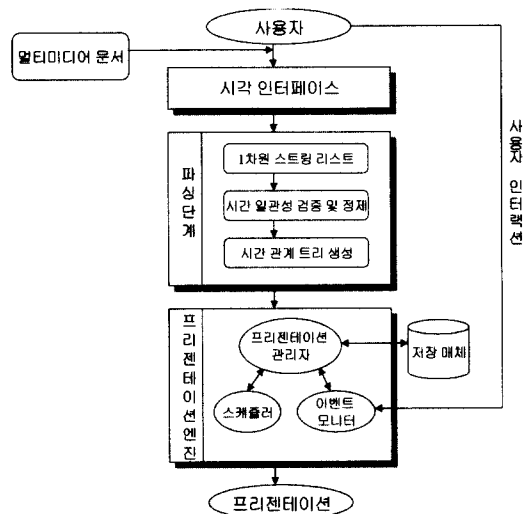 사용자
멀티미디어 문서
시각 인터페이스
사용자 인터랙션
파싱단계
1차원 스트링 리스트
시간 일관성 검증 및 정제
시간 관계 트리 생성
프리젠테이션엔진
프리젠테이션
관리자
저장 매체
스캐쥴러
이벤트
모니터
프리젠테이션